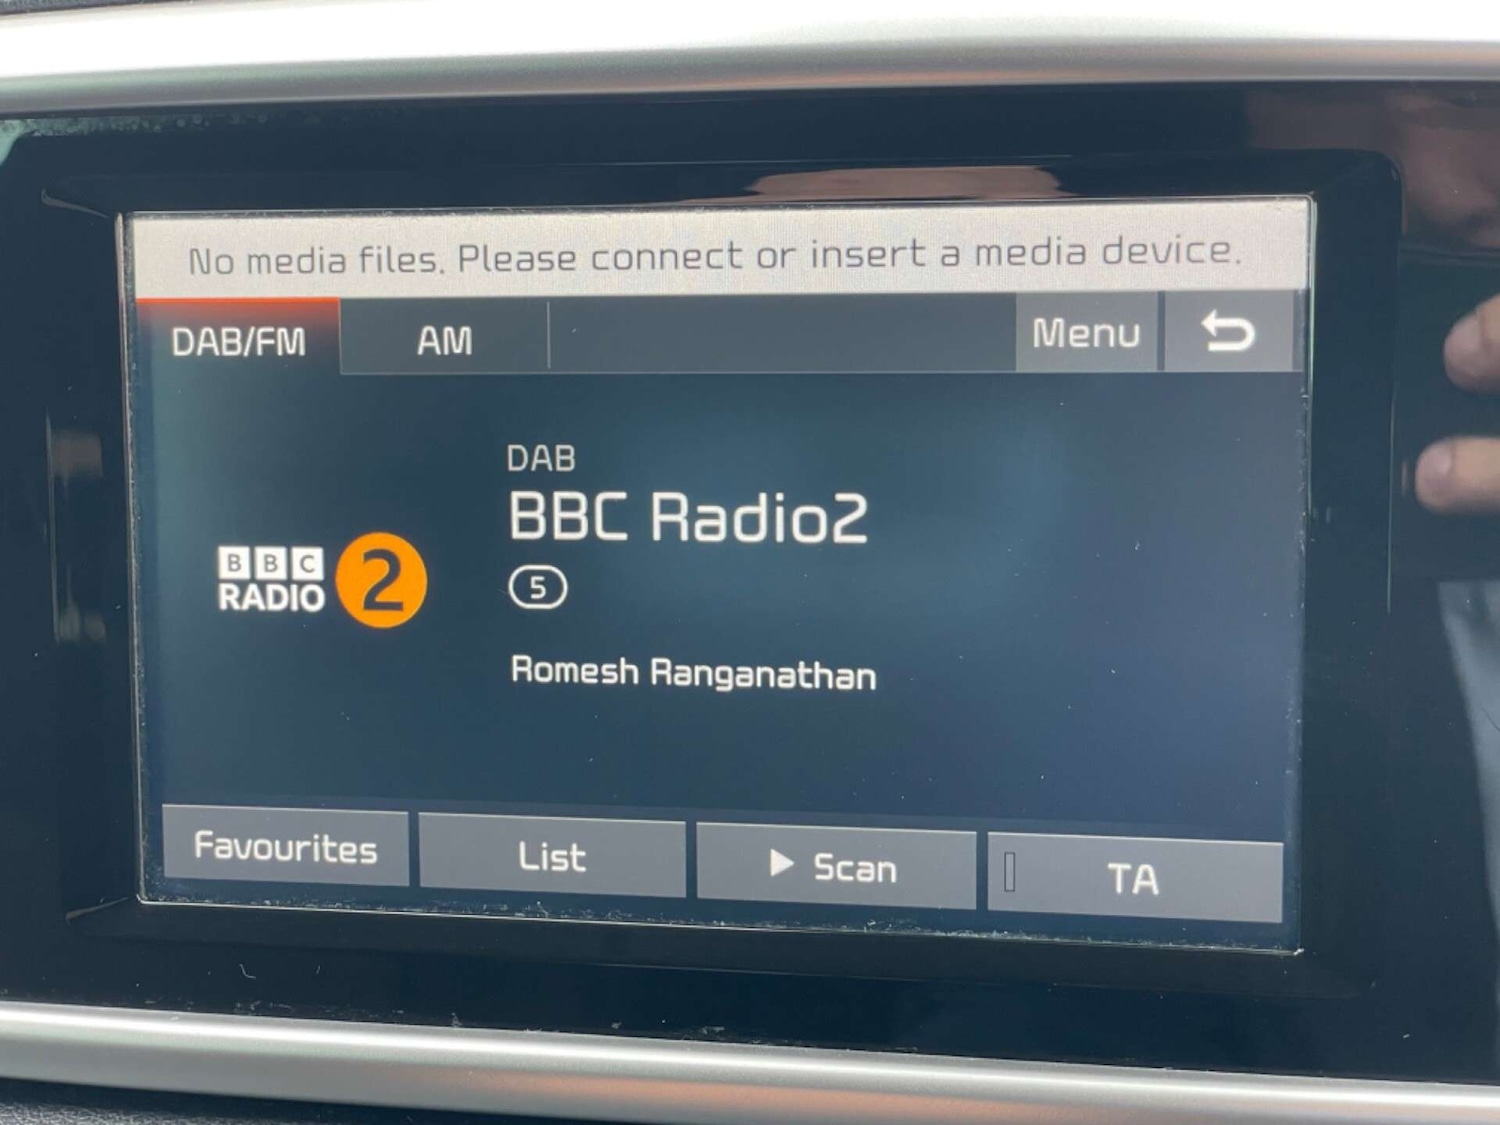 No media files. Please connect or insert a media device.
DAB/FM AM Menu
DAB
BBC Radio2
BBC
RADIO 2
5
Romesh Ranganathan
Favourites List Scan TA